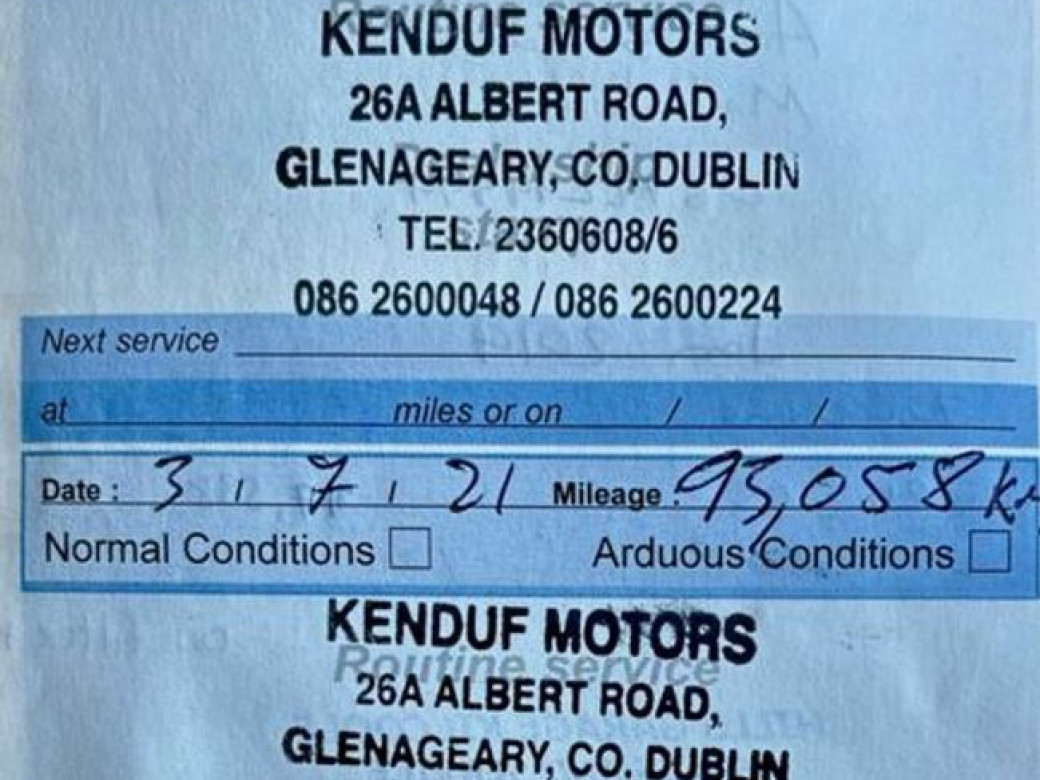 KENDUF MOTORS
26A ALBERT ROAD,
GLENAGEARY, CO. DUBLIN
TEL. 2360608/6
086 2600048 / 086 2600224
Next service
at miles or on / /
Date : 3 / 7 / 21 Mileage : 93,058 Km
Normal Conditions Arduous Conditions
KENDUF MOTORS
Routine service
26A ALBERT ROAD,
GLENAGEARY, CO. DUBLIN